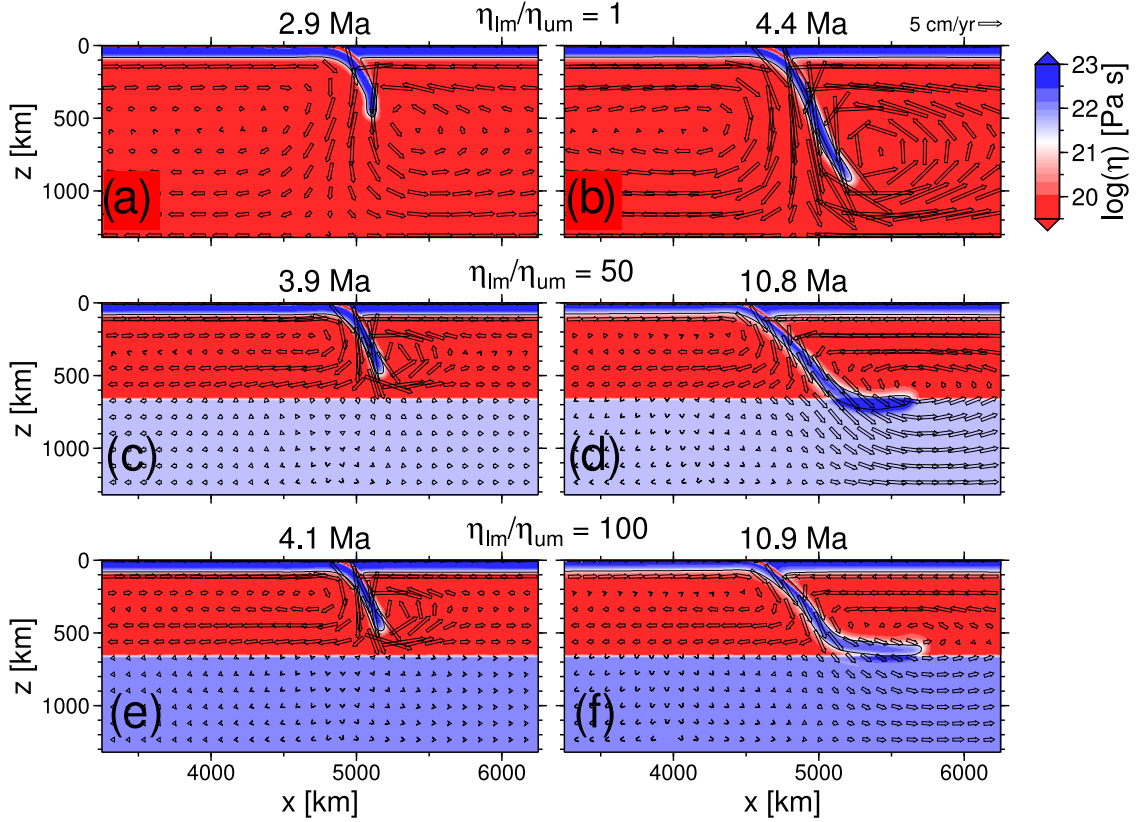 η_lm/η_um = 1
2.9 Ma
4.4 Ma
5 cm/yr
0
500
1000
z [km]
(a)
(b)
23
22
21
20
log(η) [Pa s]
η_lm/η_um = 50
3.9 Ma
10.8 Ma
0
500
1000
z [km]
(c)
(d)
η_lm/η_um = 100
4.1 Ma
10.9 Ma
0
500
1000
z [km]
(e)
(f)
4000
5000
6000
4000
5000
6000
x [km]
x [km]